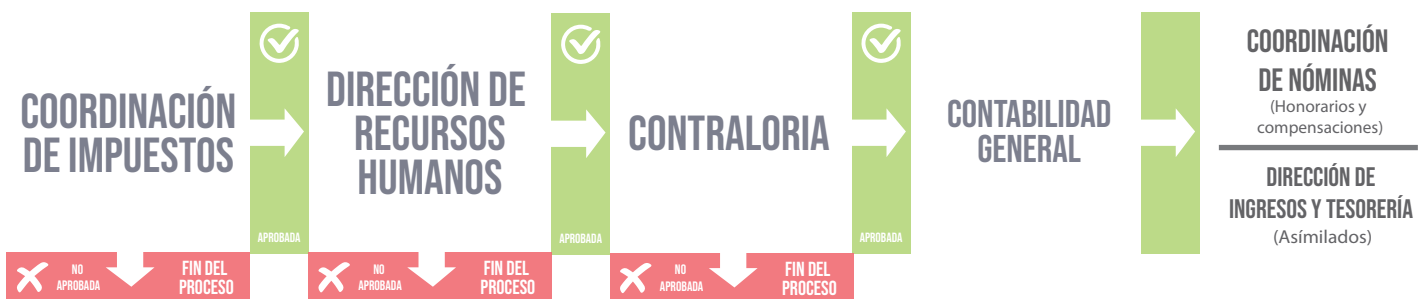 COORDINACIÓN
DE IMPUESTOS
NO
APROBADA
FIN DEL
PROCESO
APROBADA
DIRECCIÓN DE
RECURSOS
HUMANOS
NO
APROBADA
FIN DEL
PROCESO
APROBADA
CONTRALORIA
NO
APROBADA
FIN DEL
PROCESO
APROBADA
CONTABILIDAD
GENERAL
COORDINACIÓN
DE NÓMINAS
(Honorarios y
compensaciones)
DIRECCIÓN DE
INGRESOS Y TESORERÍA
(Asímilados)